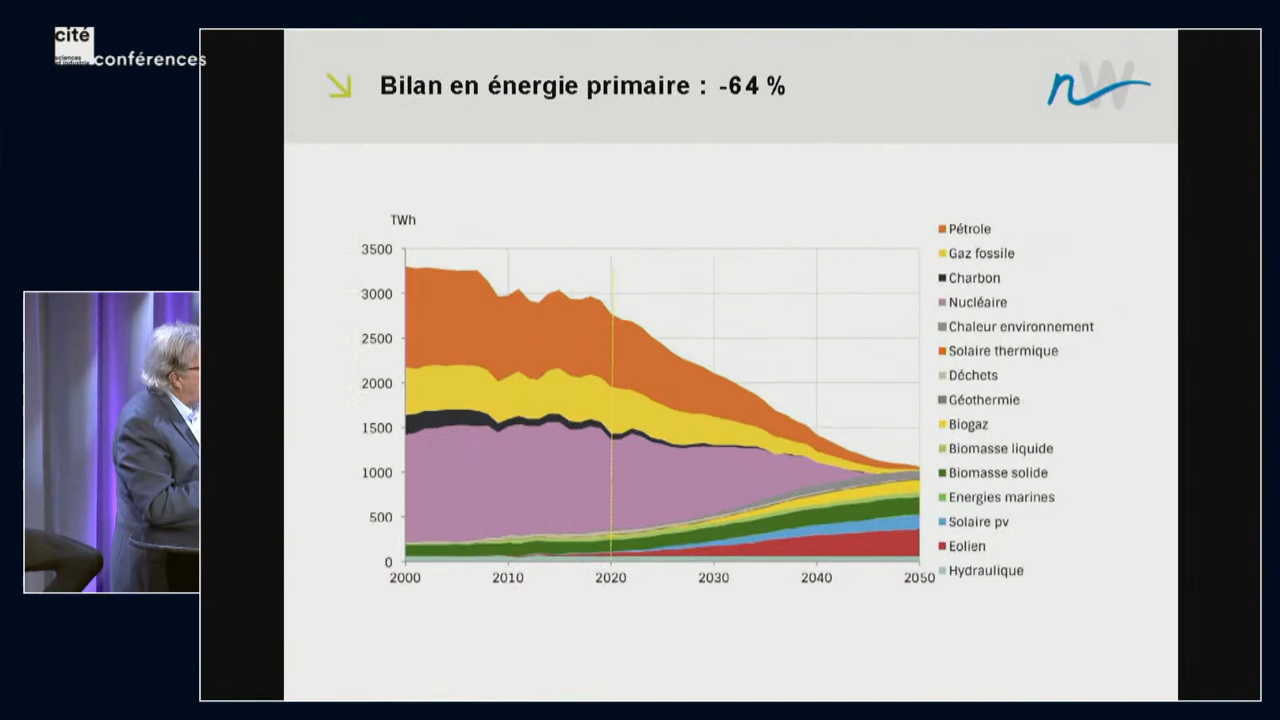 cité
sciences
et industrie
conférences
Bilan en énergie primaire : -64 %
nW
TWh
3500
3000
2500
2000
1500
1000
500
0
2000 2010 2020 2030 2040 2050
Pétrole
Gaz fossile
Charbon
Nucléaire
Chaleur environnement
Solaire thermique
Déchets
Géothermie
Biogaz
Biomasse liquide
Biomasse solide
Energies marines
Solaire pv
Eolien
Hydraulique